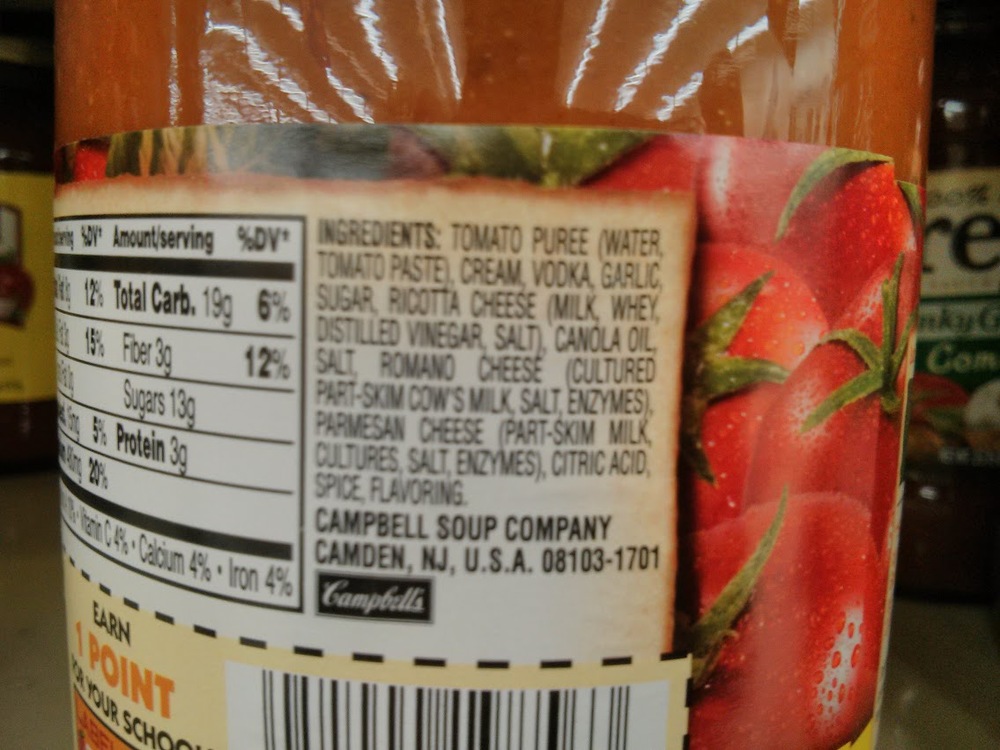 %DV* Amount/serving %DV*
12% Total Carb. 19g 6%
15% Fiber 3g 12%
Sugars 13g
5% Protein 3g
20%
Vitamin C 4% • Calcium 4% • Iron 4%
INGREDIENTS: TOMATO PUREE (WATER,
TOMATO PASTE), CREAM, VODKA, GARLIC,
SUGAR, RICOTTA CHEESE (MILK, WHEY,
DISTILLED VINEGAR, SALT), CANOLA OIL,
SALT, ROMANO CHEESE (CULTURED
PART-SKIM COW'S MILK, SALT, ENZYMES),
PARMESAN CHEESE (PART-SKIM MILK,
CULTURES, SALT, ENZYMES), CITRIC ACID,
SPICE, FLAVORING.
CAMPBELL SOUP COMPANY
CAMDEN, NJ, U.S.A. 08103-1701
Campbell's
EARN
1 POINT
FOR YOUR SCHOOL
re